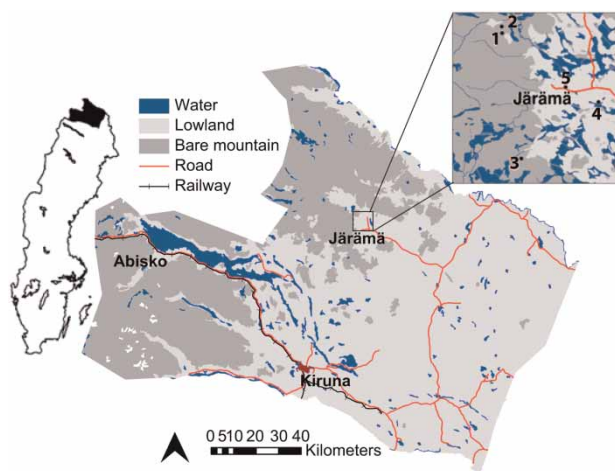 Water
Lowland
Bare mountain
Road
Railway
2
1
5
Järämä
4
3
Järämä
Abisko
Kiruna
0 5 10 20 30 40
Kilometers